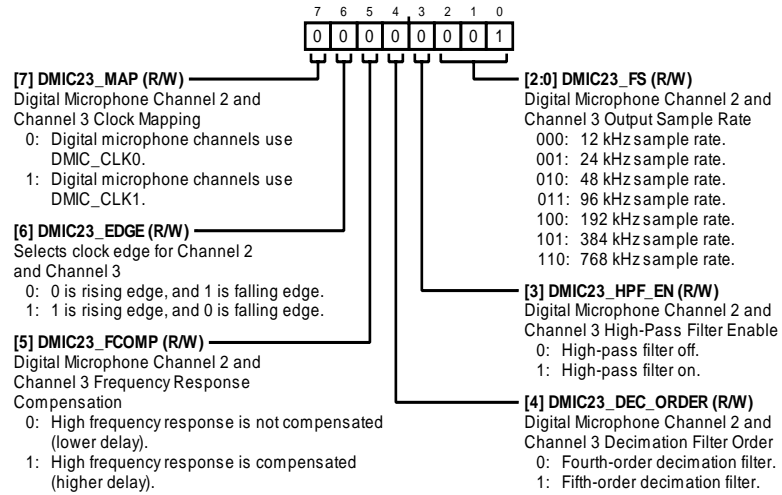 7 6 5 4 3 2 1 0
0 0 0 0 0 0 0 1
[7] DMIC23_MAP (R/W)
Digital Microphone Channel 2 and
Channel 3 Clock Mapping
0: Digital microphone channels use
DMIC_CLK0.
1: Digital microphone channels use
DMIC_CLK1.
[6] DMIC23_EDGE (R/W)
Selects clock edge for Channel 2
and Channel 3
0: 0 is rising edge, and 1 is falling edge.
1: 1 is rising edge, and 0 is falling edge.
[5] DMIC23_FCOMP (R/W)
Digital Microphone Channel 2 and
Channel 3 Frequency Response
Compensation
0: High frequency response is not compensated
(lower delay).
1: High frequency response is compensated
(higher delay).
[2:0] DMIC23_FS (R/W)
Digital Microphone Channel 2 and
Channel 3 Output Sample Rate
000: 12 kHz sample rate.
001: 24 kHz sample rate.
010: 48 kHz sample rate.
011: 96 kHz sample rate.
100: 192 kHz sample rate.
101: 384 kHz sample rate.
110: 768 kHz sample rate.
[3] DMIC23_HPF_EN (R/W)
Digital Microphone Channel 2 and
Channel 3 High-Pass Filter Enable
0: High-pass filter off.
1: High-pass filter on.
[4] DMIC23_DEC_ORDER (R/W)
Digital Microphone Channel 2 and
Channel 3 Decimation Filter Order
0: Fourth-order decimation filter.
1: Fifth-order decimation filter.